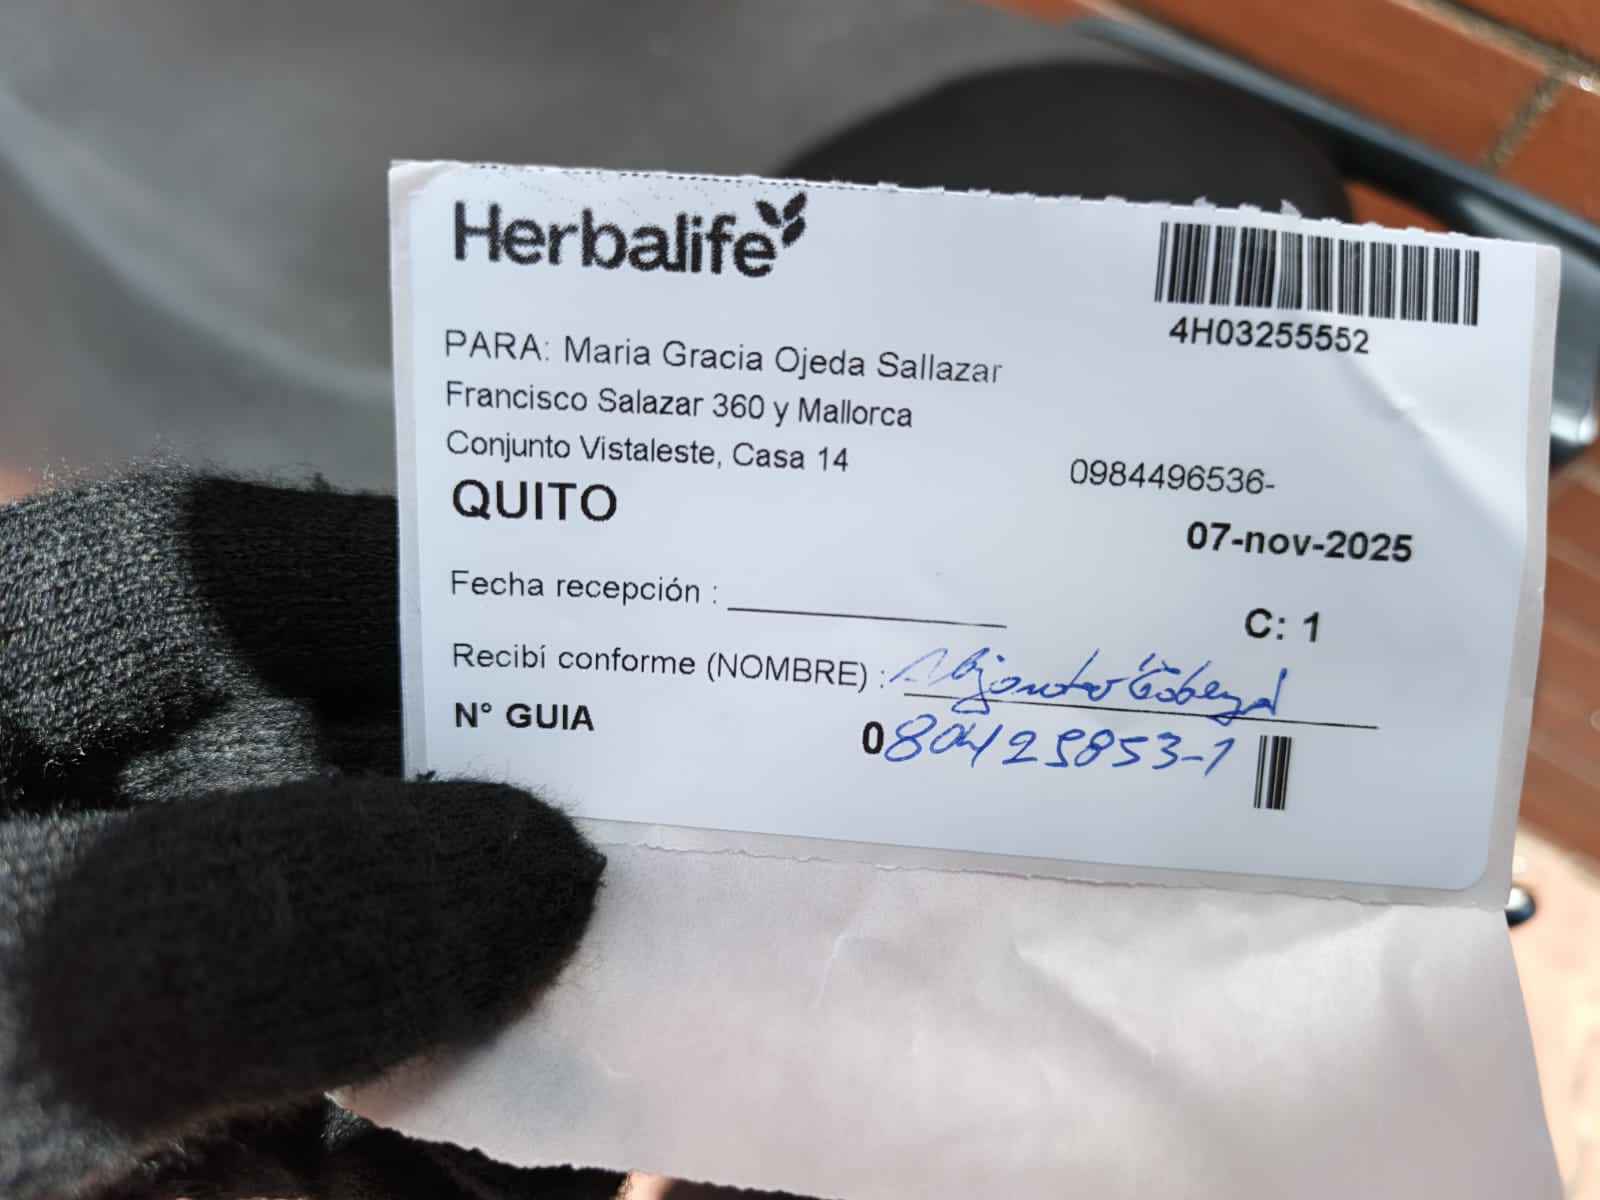 Herbalife
4H03255552
PARA: Maria Gracia Ojeda Sallazar
Francisco Salazar 360 y Mallorca
Conjunto Vistaleste, Casa 14
0984496536-
QUITO
07-nov-2025
Fecha recepción :
C: 1
Recibí conforme (NOMBRE) :
N° GUIA 0804425853-1